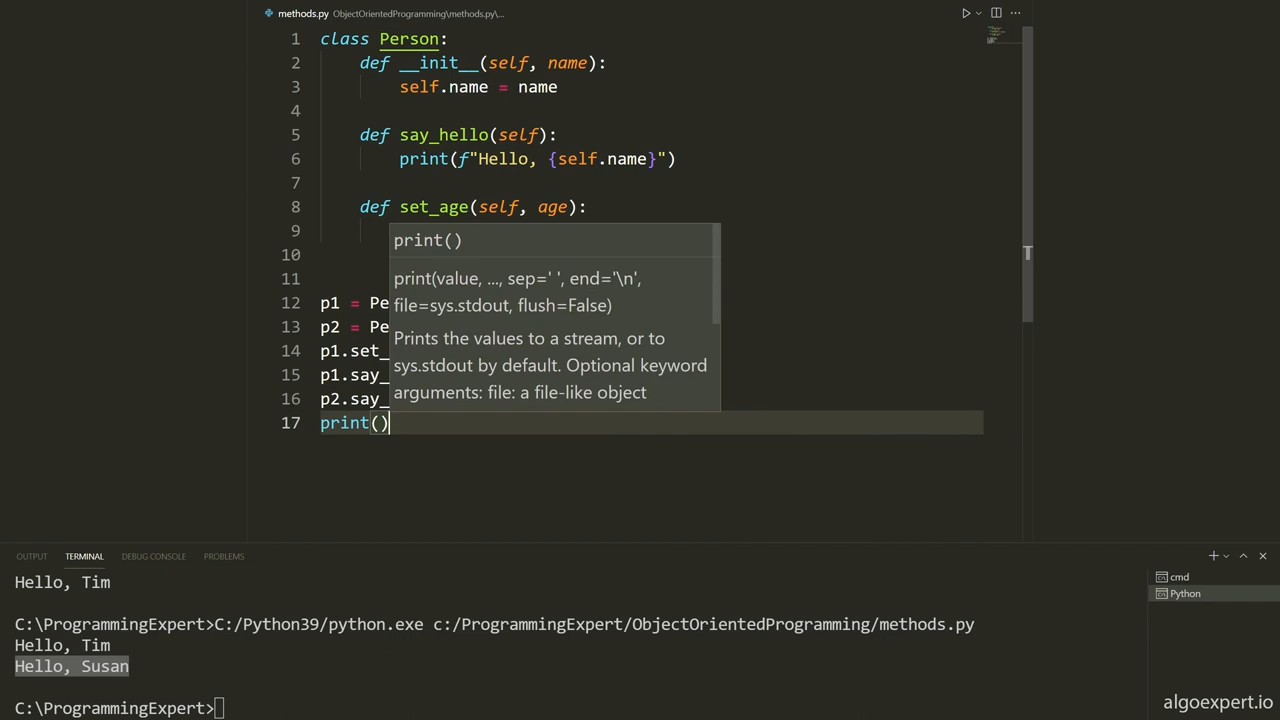 methods.py ObjectOrientedProgramming\methods.py\...
1 class Person:
2 def __init__(self, name):
3 self.name = name
4
5 def say_hello(self):
6 print(f"Hello, {self.name}")
7
8 def set_age(self, age):
9
10
11
12 p1 = Pe
13 p2 = Pe
14 p1.set_
15 p1.say_
16 p2.say_
17 print()
print()
print(value, ..., sep=' ', end='\n',
file=sys.stdout, flush=False)
Prints the values to a stream, or to
sys.stdout by default. Optional keyword
arguments: file: a file-like object
OUTPUT TERMINAL DEBUG CONSOLE PROBLEMS
Hello, Tim
C:\ProgrammingExpert>C:/Python39/python.exe c:/ProgrammingExpert/ObjectOrientedProgramming/methods.py
Hello, Tim
Hello, Susan
C:\ProgrammingExpert>
cmd
Python
algoexpert.io